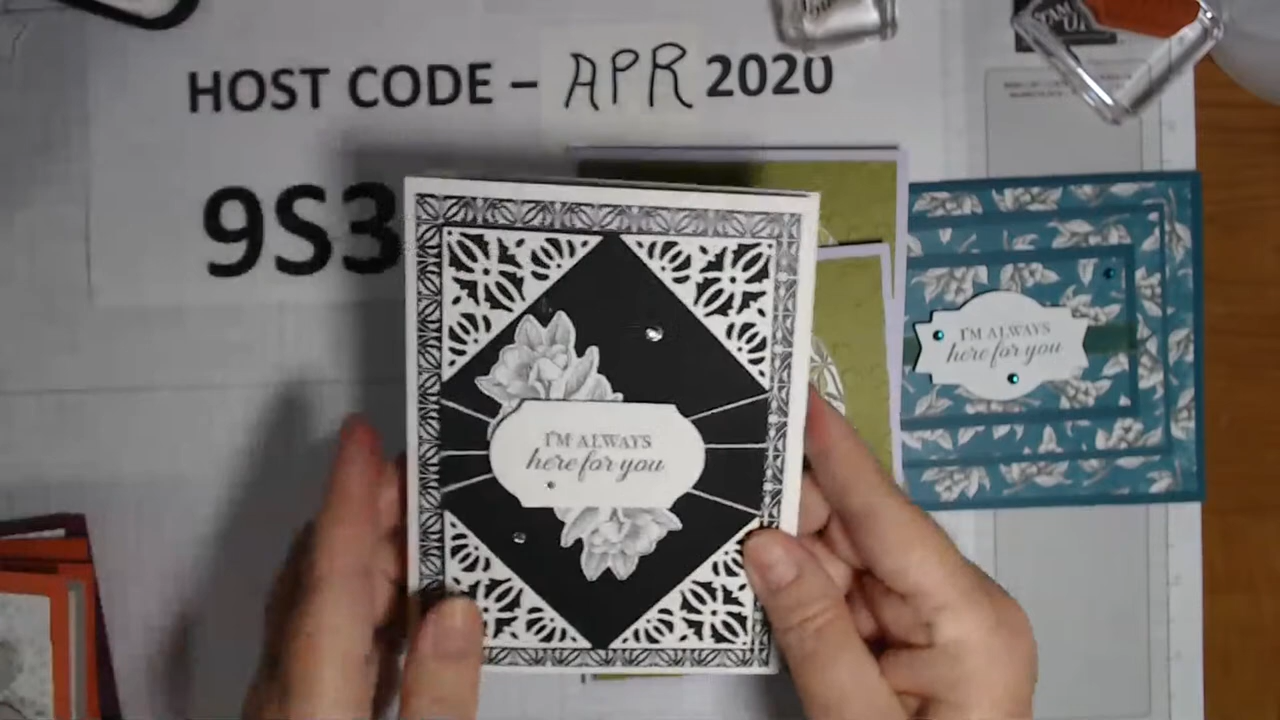 HOST CODE – APR 2020
9S3
I'M ALWAYS
here for you
I'M ALWAYS
here for you